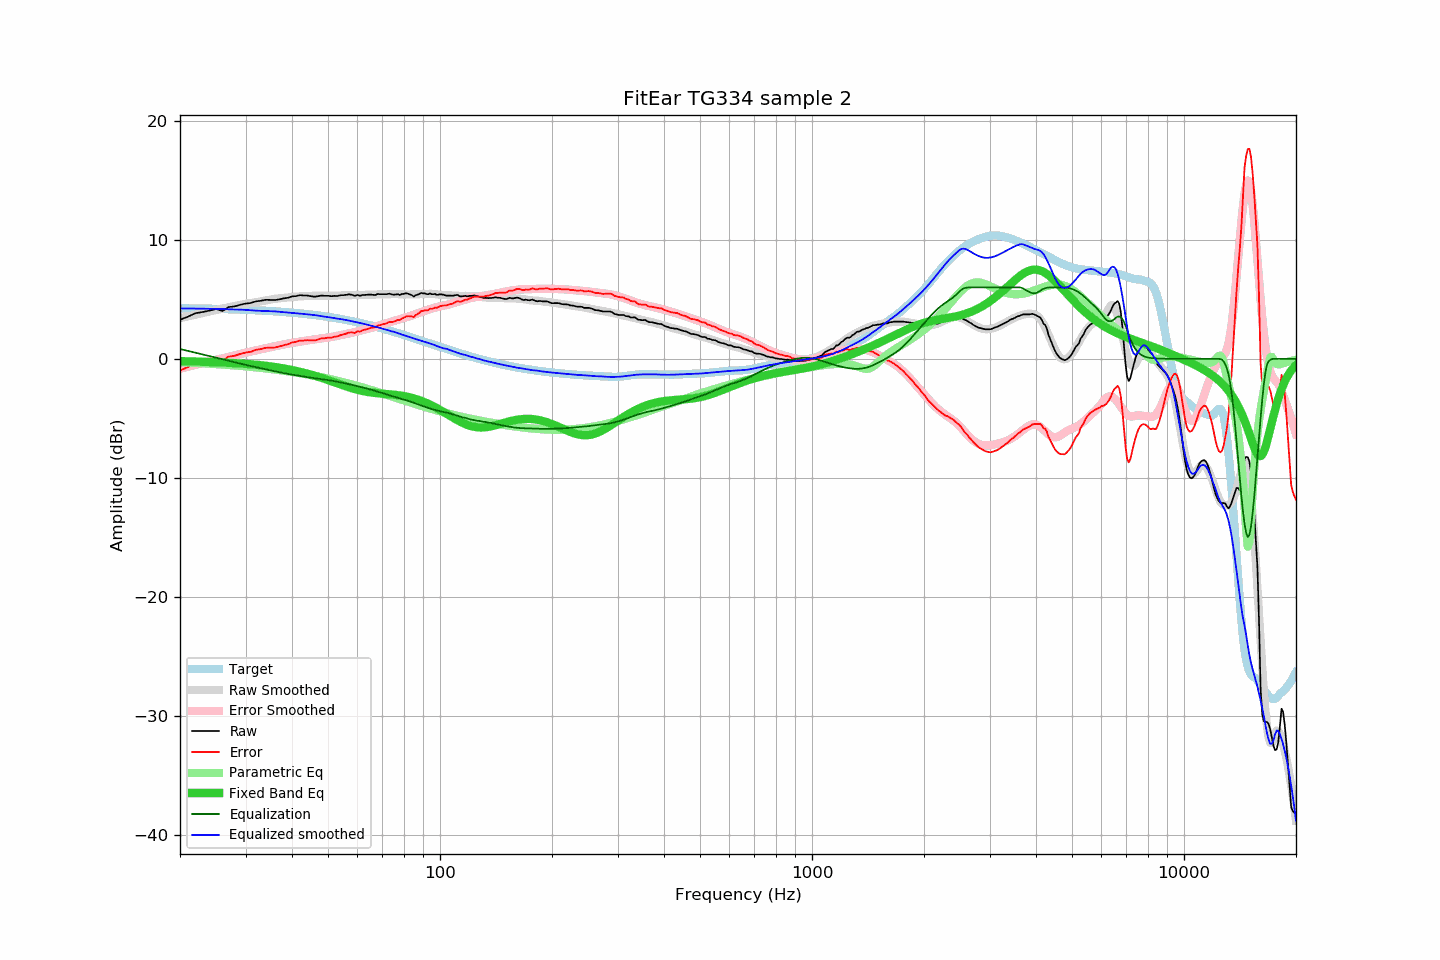 FitEar TG334 sample 2
20
10
0
−10
−20
−30
−40
Amplitude (dBr)
Target
Raw Smoothed
Error Smoothed
Raw
Error
Parametric Eq
Fixed Band Eq
Equalization
Equalized smoothed
100 1000 10000
Frequency (Hz)